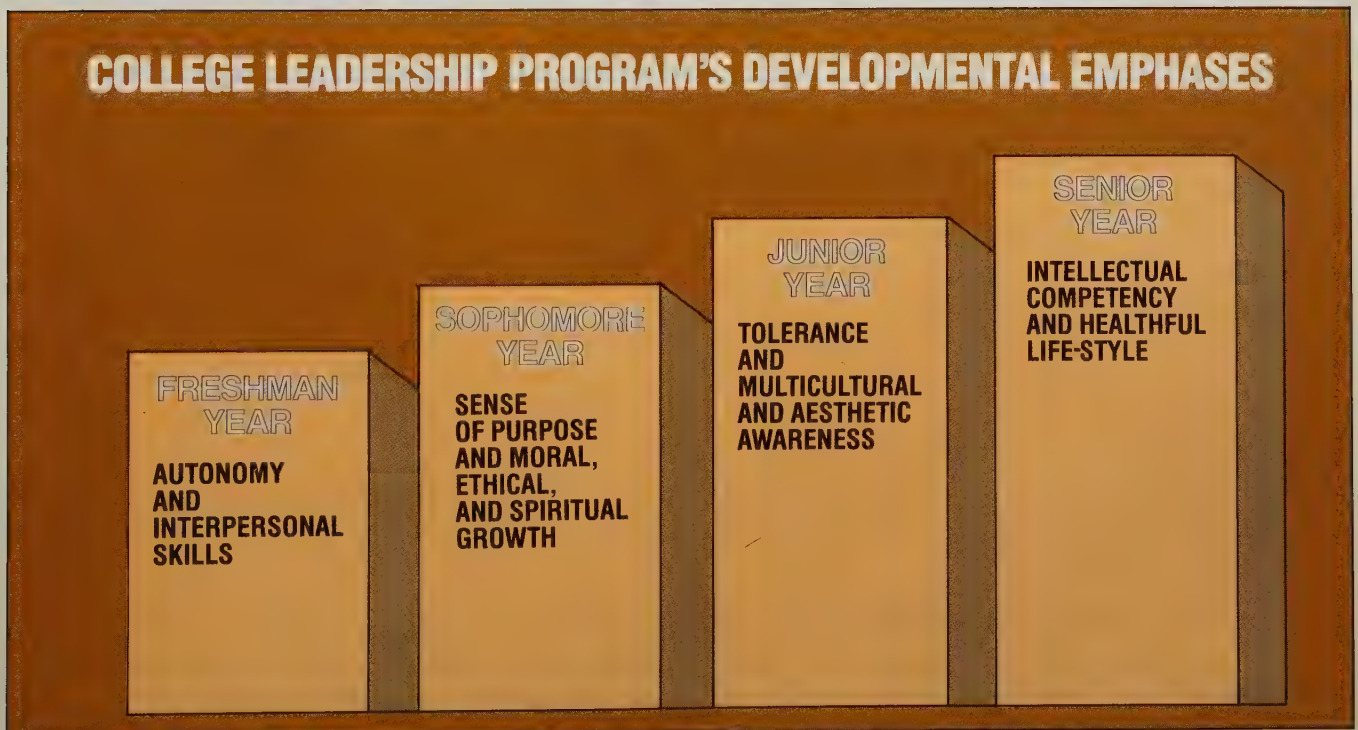 COLLEGE LEADERSHIP PROGRAM'S DEVELOPMENTAL EMPHASES
FRESHMAN
YEAR
AUTONOMY
AND
INTERPERSONAL
SKILLS
SOPHOMORE
YEAR
SENSE
OF PURPOSE
AND MORAL,
ETHICAL,
AND SPIRITUAL
GROWTH
JUNIOR
YEAR
TOLERANCE
AND
MULTICULTURAL
AND AESTHETIC
AWARENESS
SENIOR
YEAR
INTELLECTUAL
COMPETENCY
AND HEALTHFUL
LIFE-STYLE